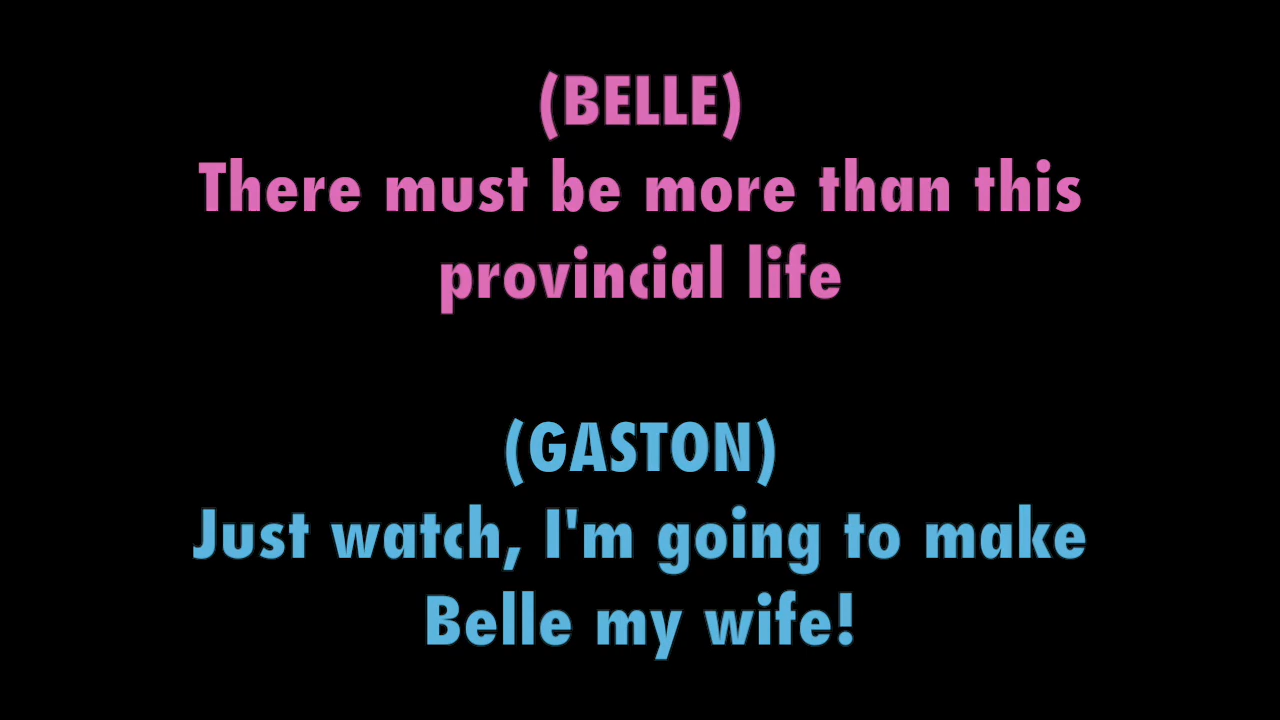 (BELLE)
There must be more than this
provincial life
(GASTON)
Just watch, I'm going to make
Belle my wife!